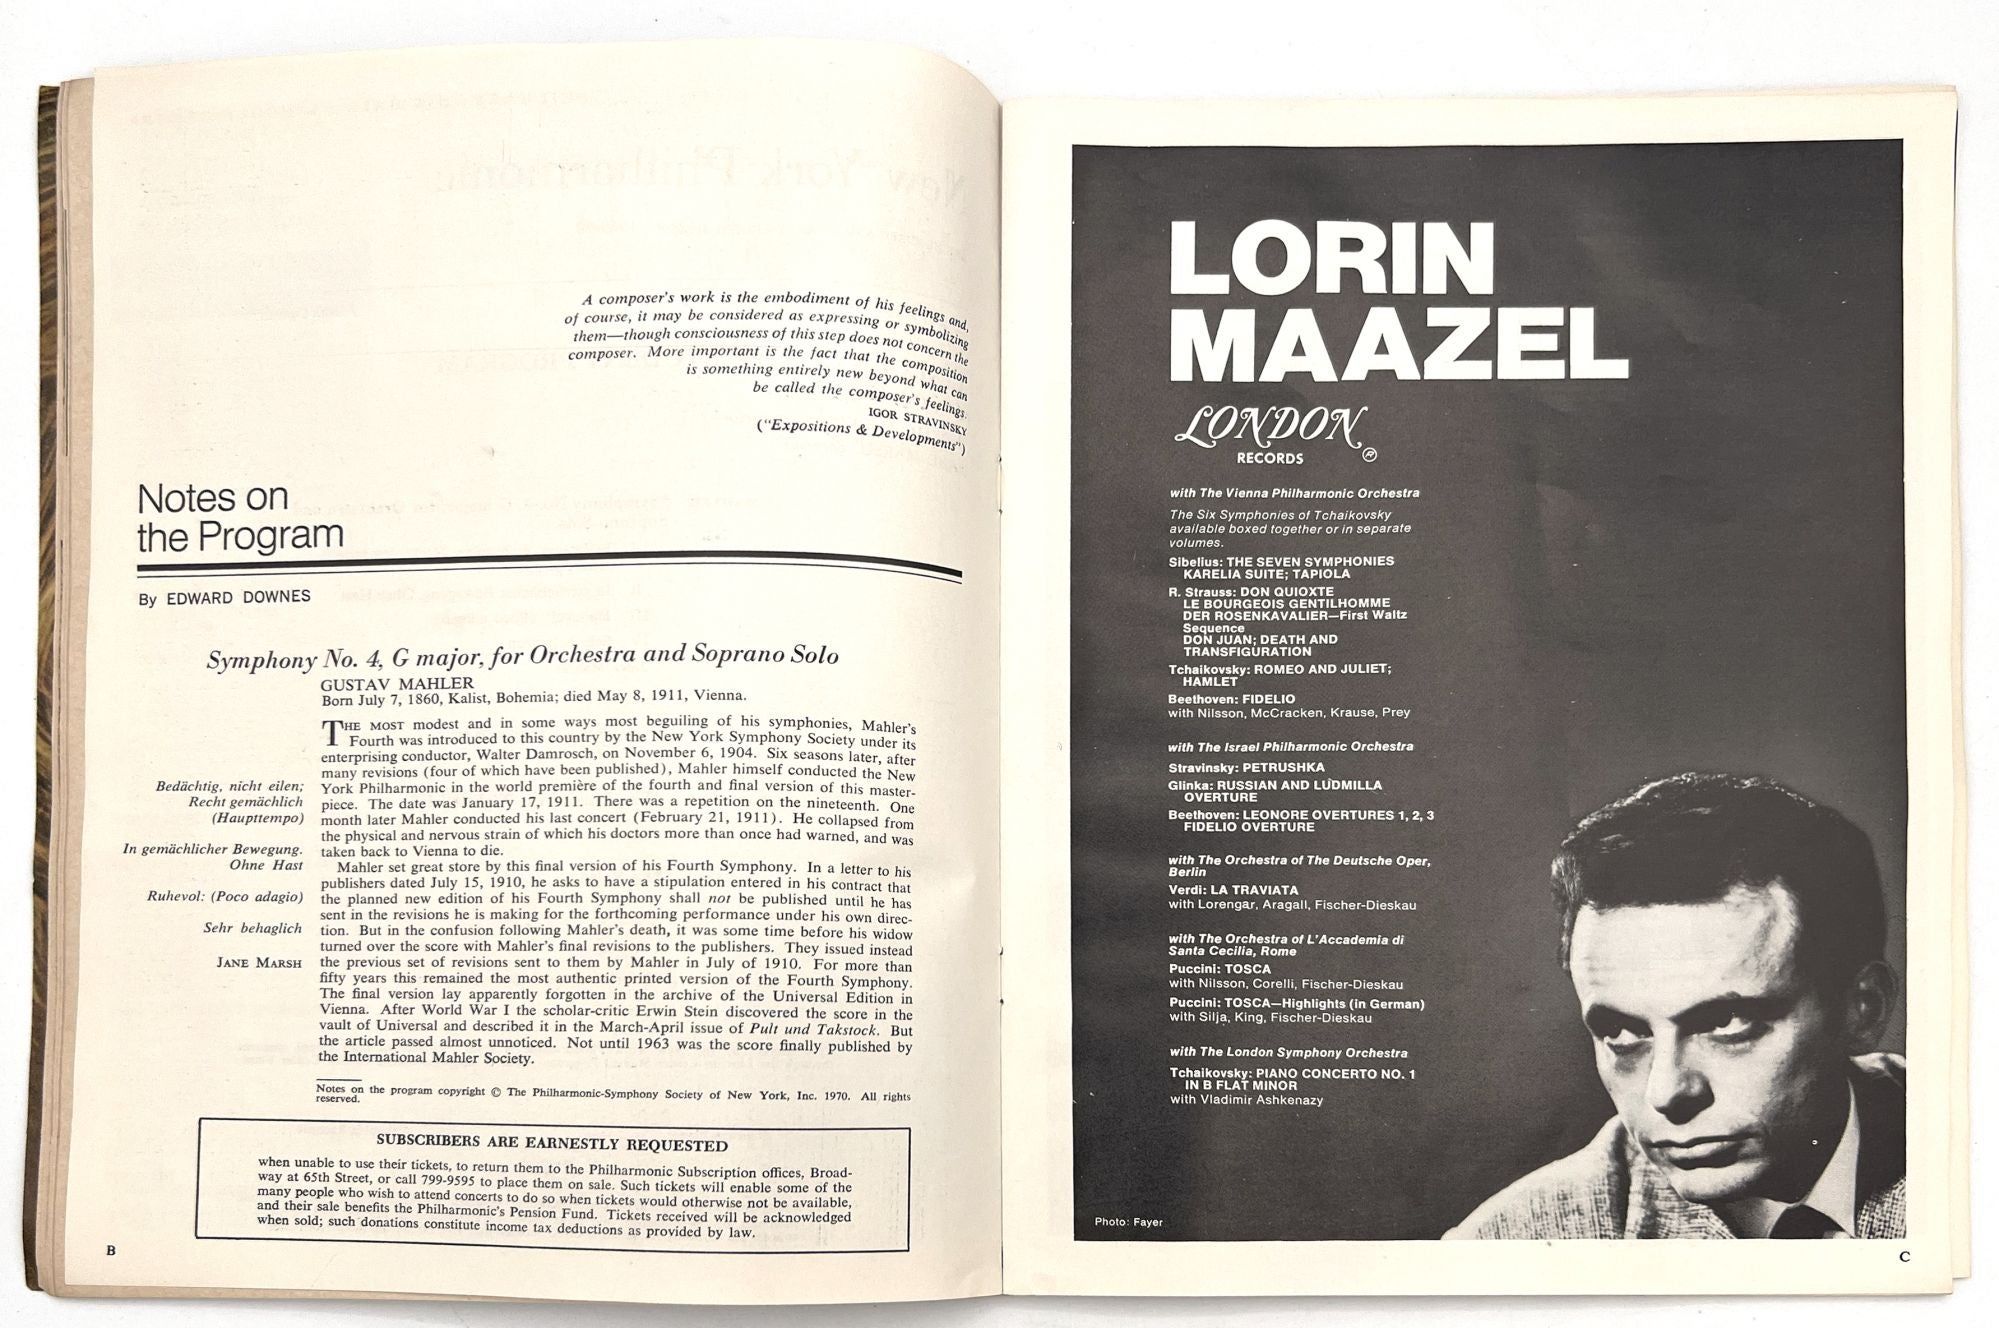 A composer's work is the embodiment of his feelings and,
of course, it may be considered as expressing or symbolizing
them—though consciousness of this step does not concern the
composer. More important is the fact that the composition
is something entirely new beyond what can
be called the composer's feelings.
IGOR STRAVINSKY
("Expositions & Developments")
Notes on
the Program
By EDWARD DOWNES
Symphony No. 4, G major, for Orchestra and Soprano Solo
GUSTAV MAHLER
Born July 7, 1860, Kalist, Bohemia; died May 8, 1911, Vienna.
THE MOST modest and in some ways most beguiling of his symphonies, Mahler's
Fourth was introduced to this country by the New York Symphony Society under its
enterprising conductor, Walter Damrosch, on November 6, 1904. Six seasons later, after
many revisions (four of which have been published), Mahler himself conducted the New
York Philharmonic in the world première of the fourth and final version of this master-
piece. The date was January 17, 1911. There was a repetition on the nineteenth. One
month later Mahler conducted his last concert (February 21, 1911). He collapsed from
the physical and nervous strain of which his doctors more than once had warned, and was
taken back to Vienna to die.
Mahler set great store by this final version of his Fourth Symphony. In a letter to his
publishers dated July 15, 1910, he asks to have a stipulation entered in his contract that
the planned new edition of his Fourth Symphony shall not be published until he has
sent in the revisions he is making for the forthcoming performance under his own direc-
tion. But in the confusion following Mahler's death, it was some time before his widow
turned over the score with Mahler's final revisions to the publishers. They issued instead
the previous set of revisions sent to them by Mahler in July of 1910. For more than
fifty years this remained the most authentic printed version of the Fourth Symphony.
The final version lay apparently forgotten in the archive of the Universal Edition in
Vienna. After World War I the scholar-critic Erwin Stein discovered the score in the
vault of Universal and described it in the March-April issue of Pult und Takstock. But
the article passed almost unnoticed. Not until 1963 was the score finally published by
the International Mahler Society.
Bedächtig, nicht eilen;
Recht gemächlich
(Haupttempo)
In gemächlicher Bewegung.
Ohne Hast
Ruhevol: (Poco adagio)
Sehr behaglich
JANE MARSH
Notes on the program copyright © The Philharmonic-Symphony Society of New York, Inc. 1970. All rights
reserved.
SUBSCRIBERS ARE EARNESTLY REQUESTED
when unable to use their tickets, to return them to the Philharmonic Subscription offices, Broad-
way at 65th Street, or call 799-9595 to place them on sale. Such tickets will enable some of the
many people who wish to attend concerts to do so when tickets would otherwise not be available,
and their sale benefits the Philharmonic's Pension Fund. Tickets received will be acknowledged
when sold; such donations constitute income tax deductions as provided by law.
B
LORIN
MAAZEL
LONDON
RECORDS ®
with The Vienna Philharmonic Orchestra
The Six Symphonies of Tchaikovsky
available boxed together or in separate
volumes.
Sibelius: THE SEVEN SYMPHONIES
KARELIA SUITE; TAPIOLA
R. Strauss: DON QUIOXTE
LE BOURGEOIS GENTILHOMME
DER ROSENKAVALIER—First Waltz
Sequence
DON JUAN; DEATH AND
TRANSFIGURATION
Tchaikovsky: ROMEO AND JULIET;
HAMLET
Beethoven: FIDELIO
with Nilsson, McCracken, Krause, Prey
with The Israel Philharmonic Orchestra
Stravinsky: PETRUSHKA
Glinka: RUSSIAN AND LUDMILLA
OVERTURE
Beethoven: LEONORE OVERTURES 1, 2, 3
FIDELIO OVERTURE
with The Orchestra of The Deutsche Oper,
Berlin
Verdi: LA TRAVIATA
with Lorengar, Aragall, Fischer-Dieskau
with The Orchestra of L'Accademia di
Santa Cecilia, Rome
Puccini: TOSCA
with Nilsson, Corelli, Fischer-Dieskau
Puccini: TOSCA—Highlights (in German)
with Silja, King, Fischer-Dieskau
with The London Symphony Orchestra
Tchaikovsky: PIANO CONCERTO NO. 1
IN B FLAT MINOR
with Vladimir Ashkenazy
Photo: Fayer
C